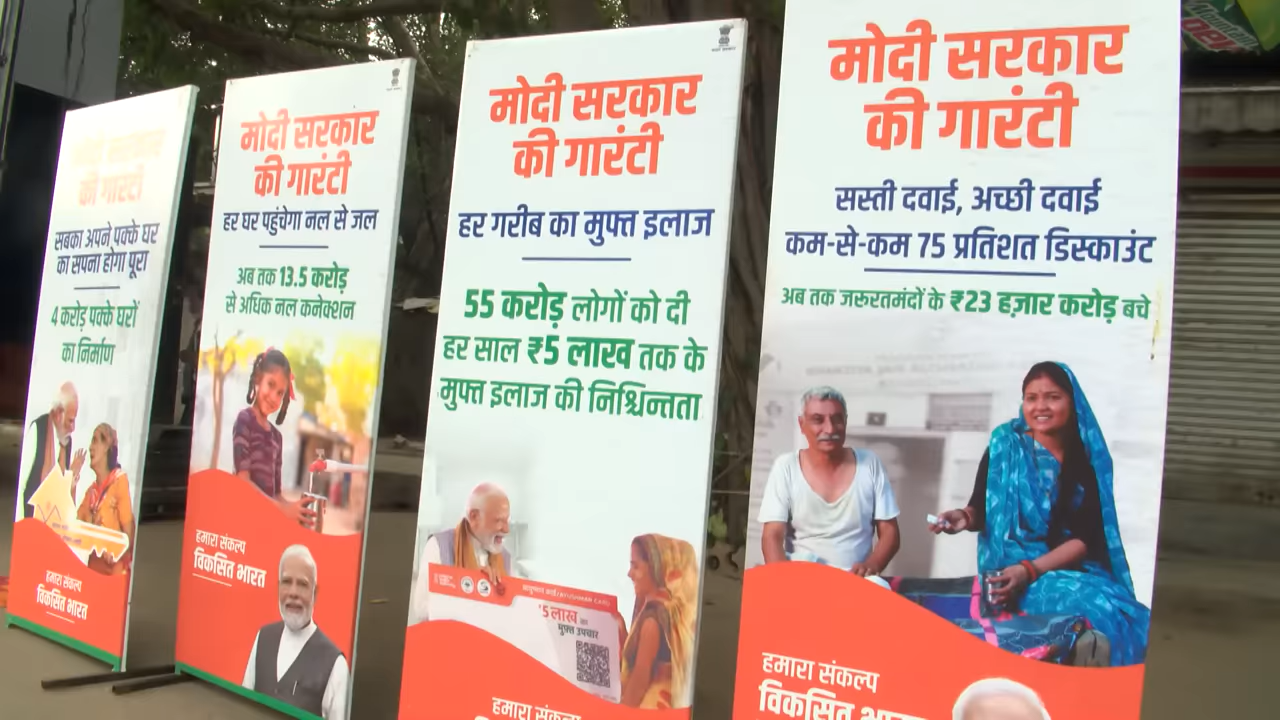 मोदी सरकार
की गारंटी
सबका अपने पक्के घर
का सपना होगा पूरा
4 करोड़ पक्के घरों
का निर्माण
हमारा संकल्प
विकसित भारत
मोदी सरकार
की गारंटी
हर घर पहुंचेगा नल से जल
अब तक 13.5 करोड़
से अधिक नल कनेक्शन
हमारा संकल्प
विकसित भारत
मोदी सरकार
की गारंटी
हर गरीब का मुफ्त इलाज
55 करोड़ लोगों को दी
हर साल ₹5 लाख तक के
मुफ्त इलाज की निश्चिन्तता
₹5 लाख का
मुफ्त उपचार
हमारा संकल्प
मोदी सरकार
की गारंटी
सस्ती दवाई, अच्छी दवाई
कम-से-कम 75 प्रतिशत डिस्काउंट
अब तक जरूरतमंदों के ₹23 हज़ार करोड़ बचे
हमारा संकल्प
विकसित भारत